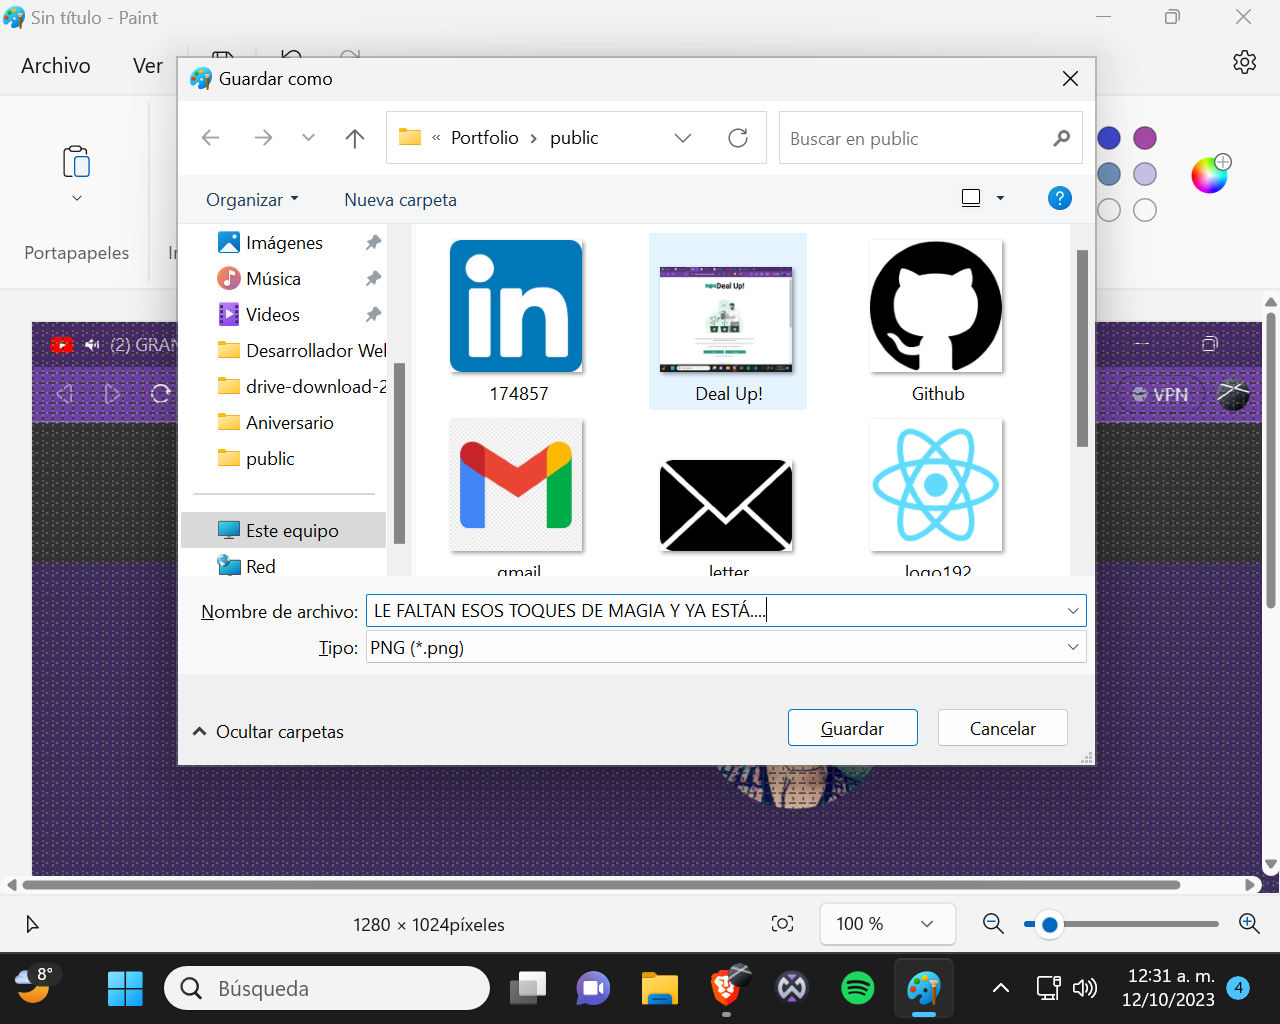 Sin título - Paint
Archivo
Ver
Guardar como
« Portfolio > public
Buscar en public
Organizar
Nueva carpeta
Portapapeles
Imágenes
Música
Videos
Desarrollador Wel
drive-download-2
Aniversario
public
Este equipo
Red
174857
Deal Up!
Deal Up!
Github
gmail
letter
logo192
(2) GRAN
VPN
Nombre de archivo: LE FALTAN ESOS TOQUES DE MAGIA Y YA ESTÁ....
Tipo: PNG (*.png)
Ocultar carpetas
Guardar
Cancelar
1280 × 1024píxeles
100 %
8°
Búsqueda
12:31 a. m.
12/10/2023
4